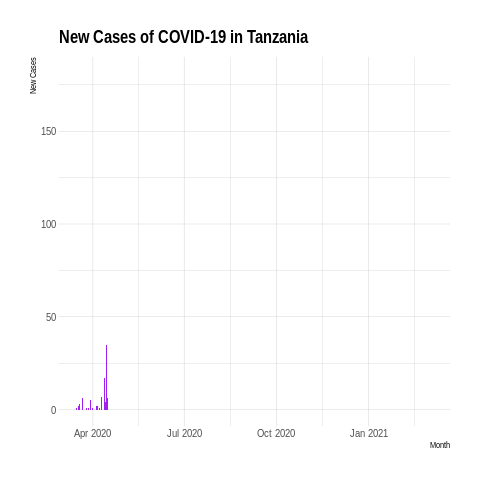 New Cases of COVID-19 in Tanzania
New Cases
150
100
50
0
Apr 2020 Jul 2020 Oct 2020 Jan 2021
Month